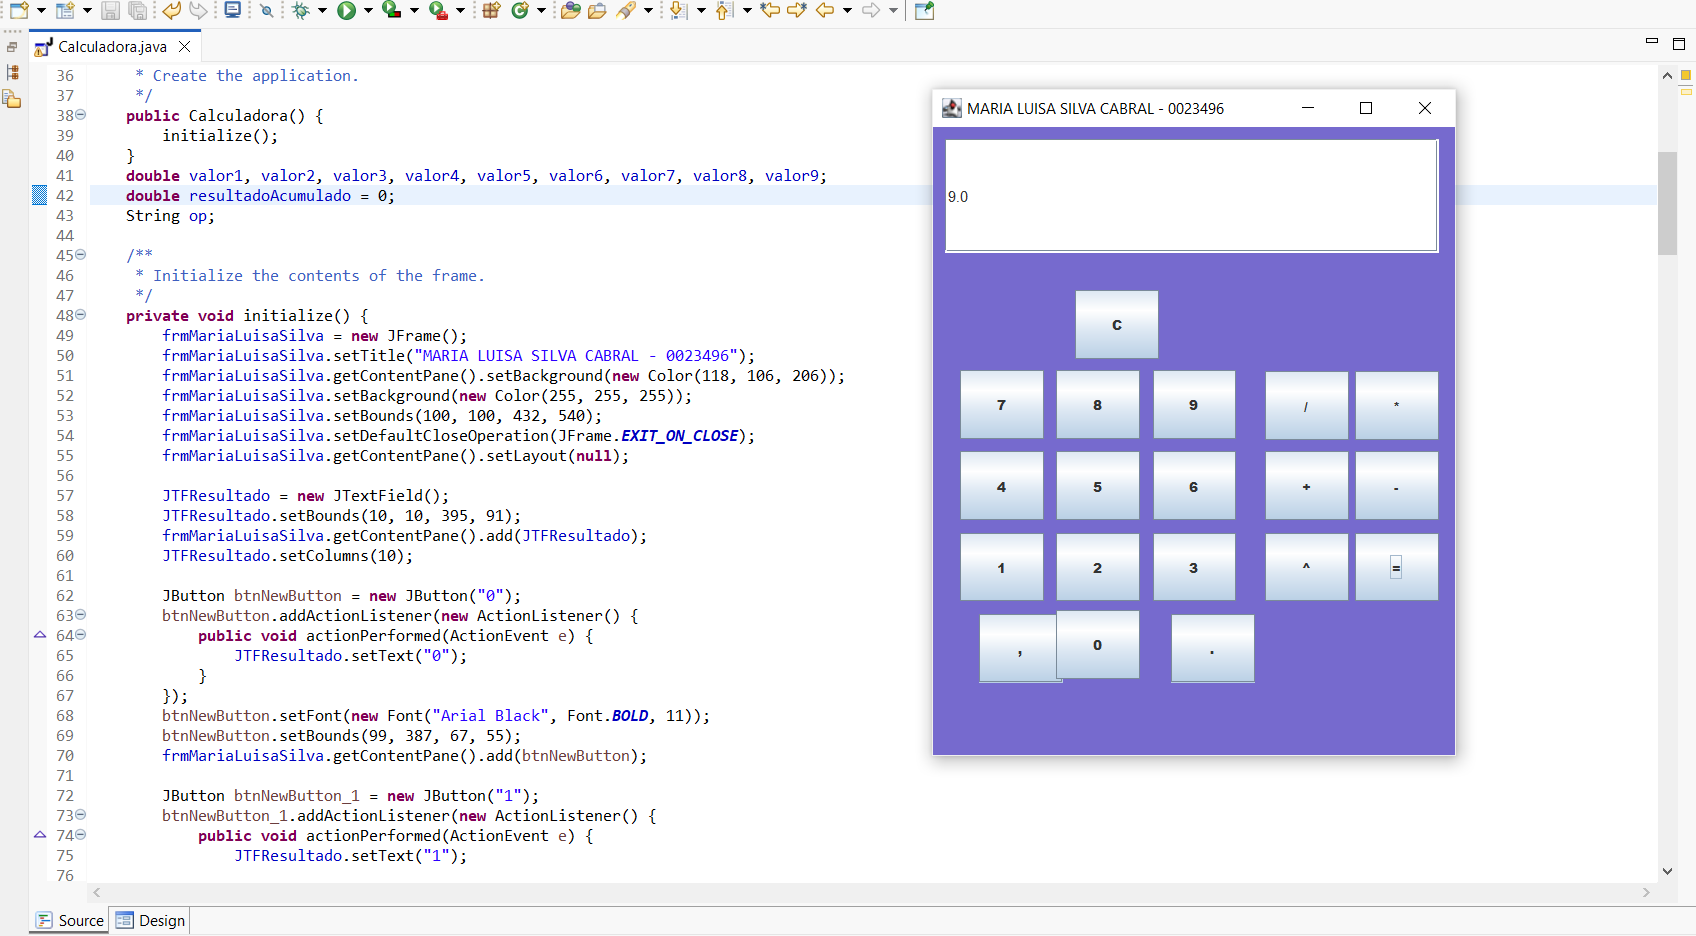 Calculadora.java
36 * Create the application.
37 */
38 public Calculadora() {
39 initialize();
40 }
41 double valor1, valor2, valor3, valor4, valor5, valor6, valor7, valor8, valor9;
42 double resultadoAcumulado = 0;
43 String op;
44
45 /**
46 * Initialize the contents of the frame.
47 */
48 private void initialize() {
49 frmMariaLuisaSilva = new JFrame();
50 frmMariaLuisaSilva.setTitle("MARIA LUISA SILVA CABRAL - 0023496");
51 frmMariaLuisaSilva.getContentPane().setBackground(new Color(118, 106, 206));
52 frmMariaLuisaSilva.setBackground(new Color(255, 255, 255));
53 frmMariaLuisaSilva.setBounds(100, 100, 432, 540);
54 frmMariaLuisaSilva.setDefaultCloseOperation(JFrame.EXIT_ON_CLOSE);
55 frmMariaLuisaSilva.getContentPane().setLayout(null);
56
57 JTFResultado = new JTextField();
58 JTFResultado.setBounds(10, 10, 395, 91);
59 frmMariaLuisaSilva.getContentPane().add(JTFResultado);
60 JTFResultado.setColumns(10);
61
62 JButton btnNewButton = new JButton("0");
63 btnNewButton.addActionListener(new ActionListener() {
64 public void actionPerformed(ActionEvent e) {
65 JTFResultado.setText("0");
66 }
67 });
68 btnNewButton.setFont(new Font("Arial Black", Font.BOLD, 11));
69 btnNewButton.setBounds(99, 387, 67, 55);
70 frmMariaLuisaSilva.getContentPane().add(btnNewButton);
71
72 JButton btnNewButton_1 = new JButton("1");
73 btnNewButton_1.addActionListener(new ActionListener() {
74 public void actionPerformed(ActionEvent e) {
75 JTFResultado.setText("1");
76
Source Design
MARIA LUISA SILVA CABRAL - 0023496
9.0
C
7 8 9 / *
4 5 6 + -
1 2 3 ^ =
, 0 .